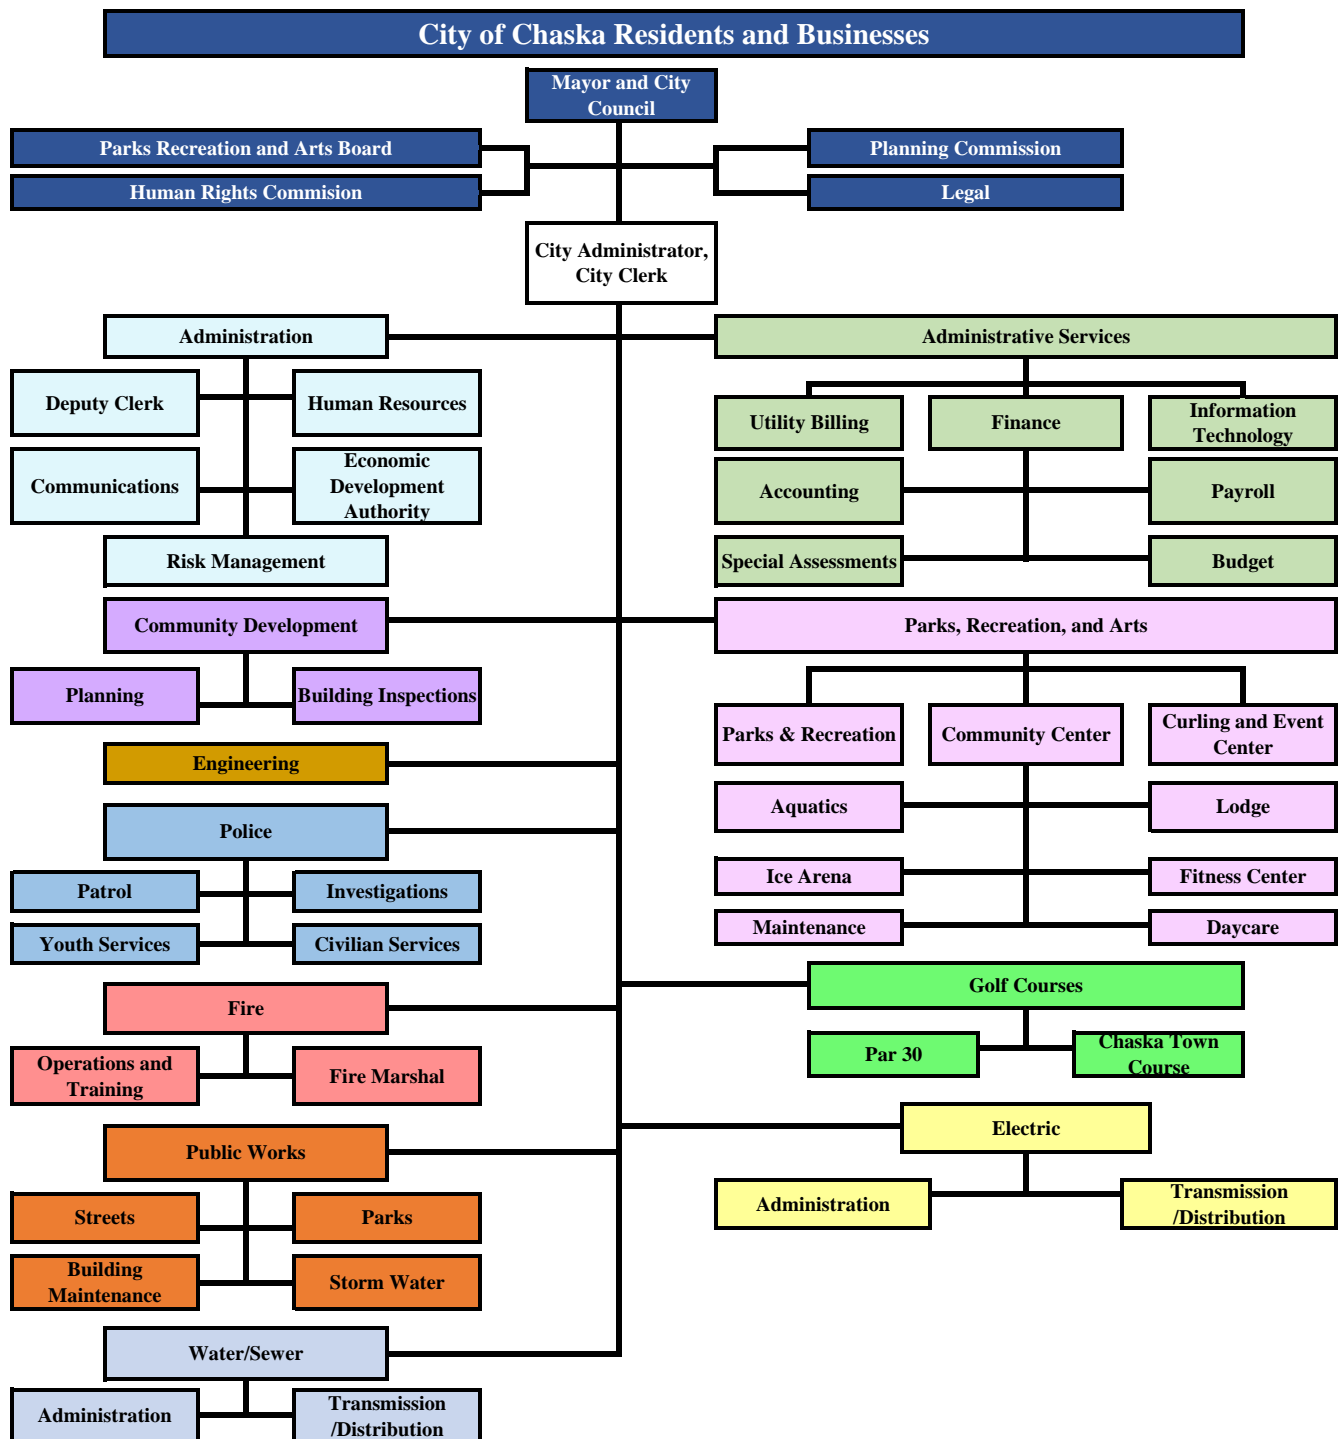 City of Chaska Residents and Businesses
Mayor and City
Council
Parks Recreation and Arts Board
Planning Commission
Human Rights Commision
Legal
City Administrator,
City Clerk
Administration
Deputy Clerk
Human Resources
Communications
Economic
Development
Authority
Risk Management
Administrative Services
Utility Billing
Finance
Information
Technology
Accounting
Payroll
Special Assessments
Budget
Community Development
Planning
Building Inspections
Parks, Recreation, and Arts
Parks & Recreation
Community Center
Curling and Event
Center
Aquatics
Lodge
Ice Arena
Fitness Center
Maintenance
Daycare
Engineering
Police
Patrol
Investigations
Youth Services
Civilian Services
Golf Courses
Par 30
Chaska Town
Course
Fire
Operations and
Training
Fire Marshal
Electric
Administration
Transmission
/Distribution
Public Works
Streets
Parks
Building
Maintenance
Storm Water
Water/Sewer
Administration
Transmission
/Distribution